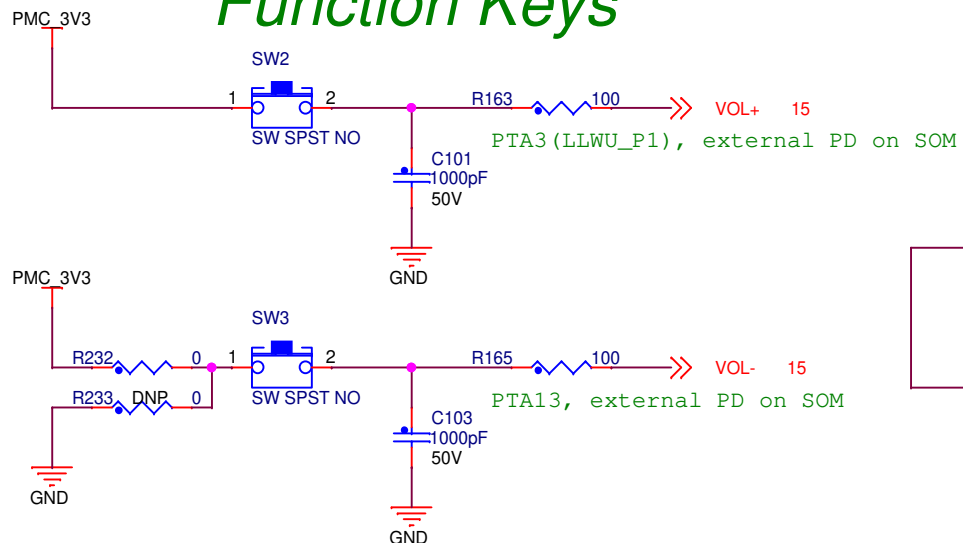 Function Keys
PMC_3V3
SW2
1
2
SW SPST NO
R163
100
VOL+ 15
PTA3(LLWU_P1), external PD on SOM
C101
1000pF
50V
GND
PMC_3V3
SW3
R232
0
1
2
SW SPST NO
R165
100
VOL- 15
R233
DNP
0
PTA13, external PD on SOM
C103
1000pF
50V
GND
GND